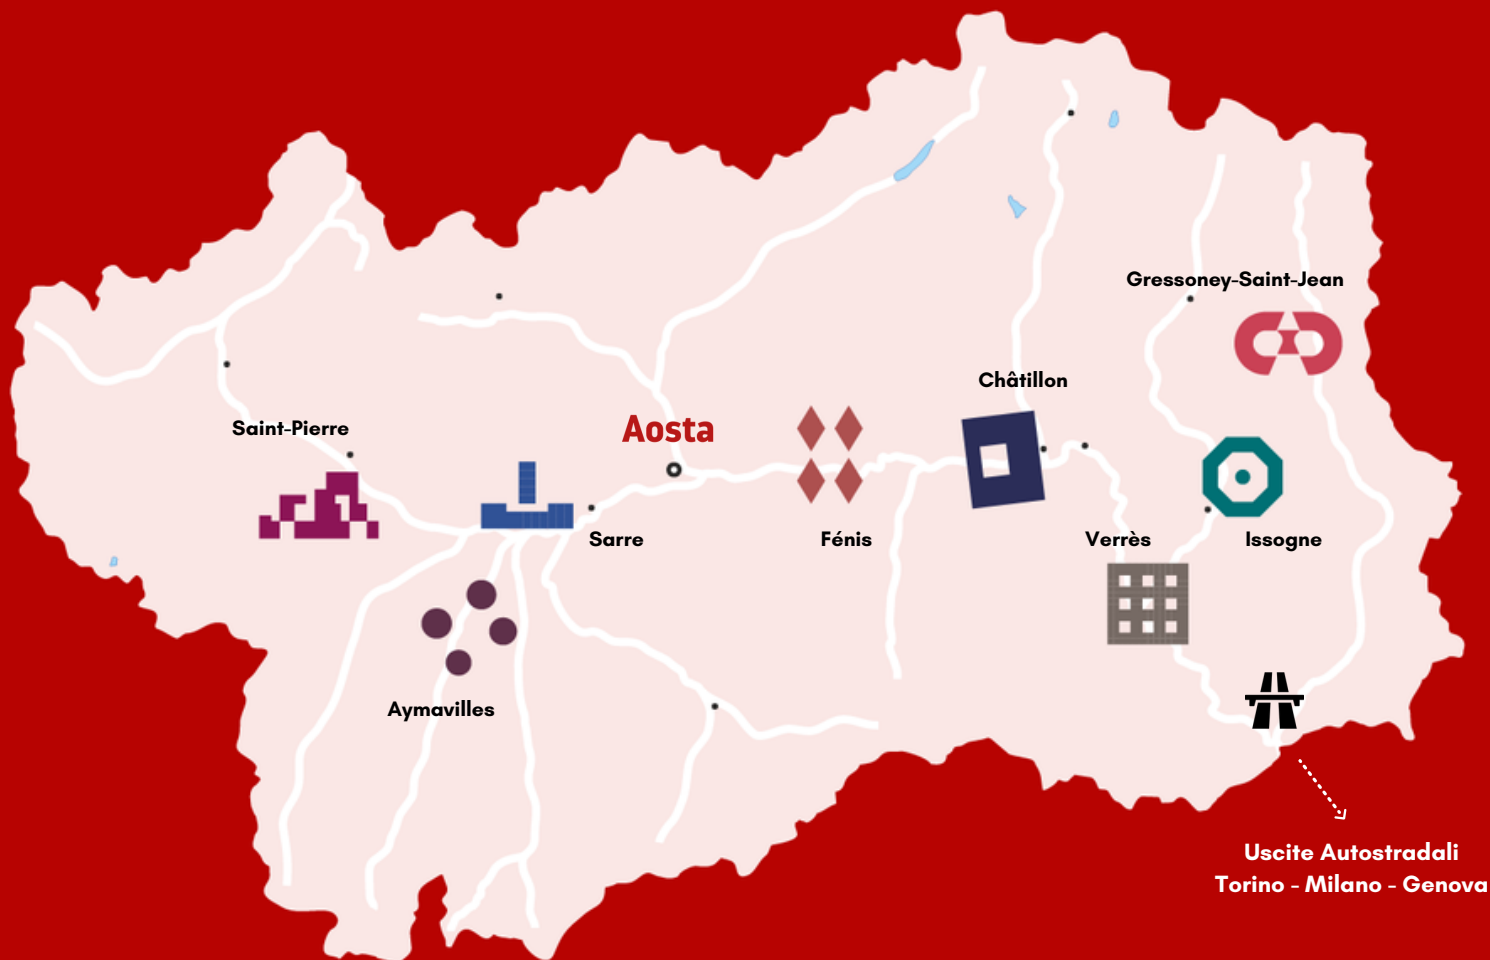 Gressoney-Saint-Jean
Châtillon
Saint-Pierre
Aosta
Sarre
Fénis
Verrès
Issogne
Aymavilles
Uscite Autostradali
Torino - Milano - Genova